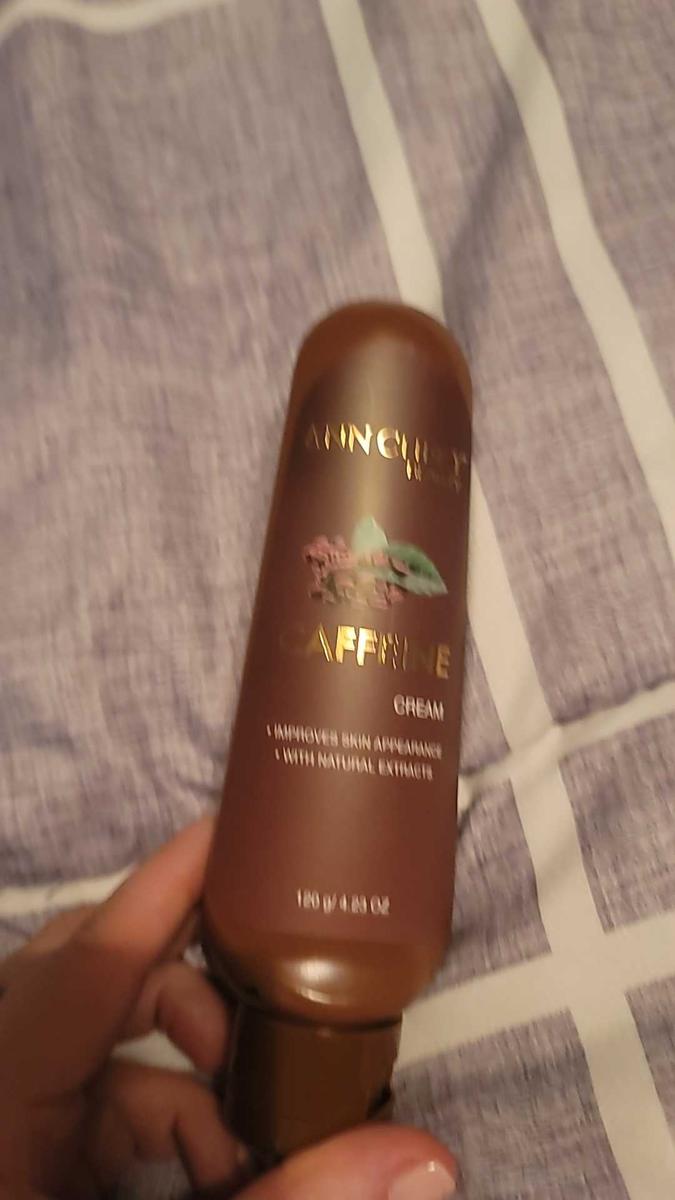 CAFFEINE
CREAM
IMPROVES SKIN APPEARANCE
WITH NATURAL EXTRACTS
120 g/ 4.23 OZ